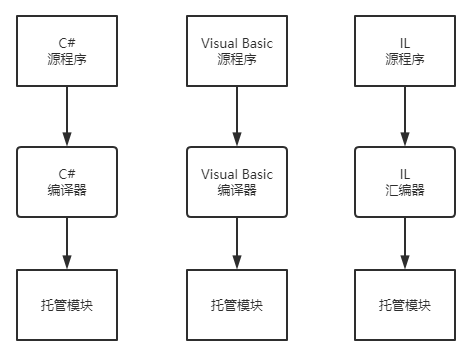 C#
源程序
Visual Basic
源程序
IL
源程序
C#
编译器
Visual Basic
编译器
IL
汇编器
托管模块
托管模块
托管模块